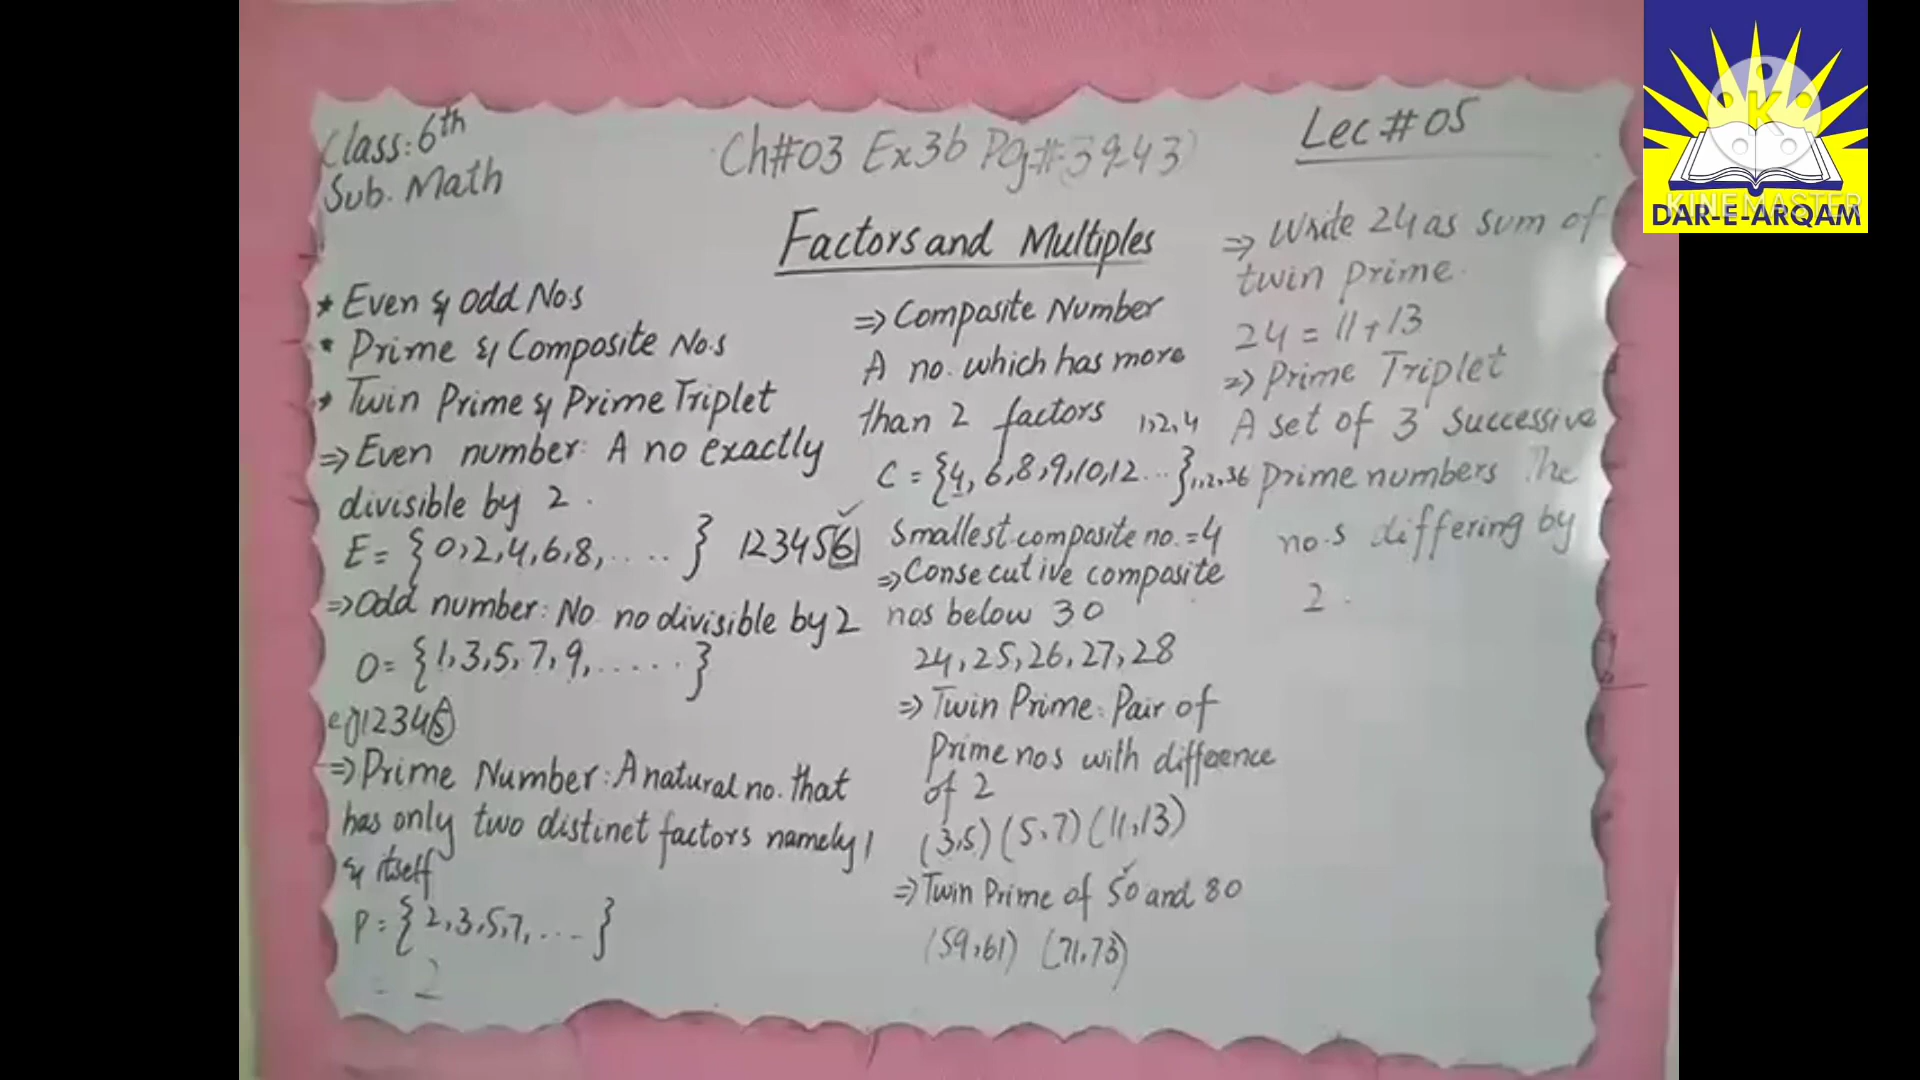 Class: 6th
Sub. Math
Ch#03 Ex3b Pg#(3943)
Lec #05
Factors and Multiples
* Even & Odd No.s
* Prime & Composite No.s
* Twin Prime & Prime Triplet
⇒ Even number: A no exactly
divisible by 2.
E = {0,2,4,6,8,.....} 123456
⇒ Odd number: No no divisible by 2
O = {1,3,5,7,9,......}
eg 12345
⇒ Prime Number: A natural no. that
has only two distinct factors namely 1
& itself
P = {2,3,5,7,....}
= 2
⇒ Composite Number
A no. which has more
than 2 factors 1,2,4
C = {4,6,8,9,10,12...} 1,2,36
Smallest composite no.=4
⇒ Consecutive composite
nos below 30
24,25,26,27,28
⇒ Twin Prime: Pair of
Prime nos with diffeence
of 2
(3,5) (5,7) (11,13)
⇒ Twin Prime of 50 and 80
(59,61) (71,73)
⇒ Write 24 as sum of
twin prime.
24 = 11+13
⇒ Prime Triplet
A set of 3 successive
prime numbers The
no.s differing by
2.
DAR-E-ARQAM
KINEMASTER